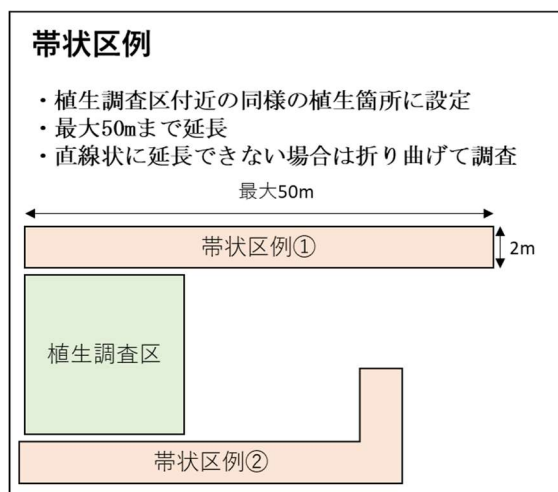 帯状区例
・植生調査区付近の同様の植生箇所に設定
・最大50mまで延長
・直線状に延長できない場合は折り曲げて調査
最大50m
帯状区例①
2m
植生調査区
帯状区例②